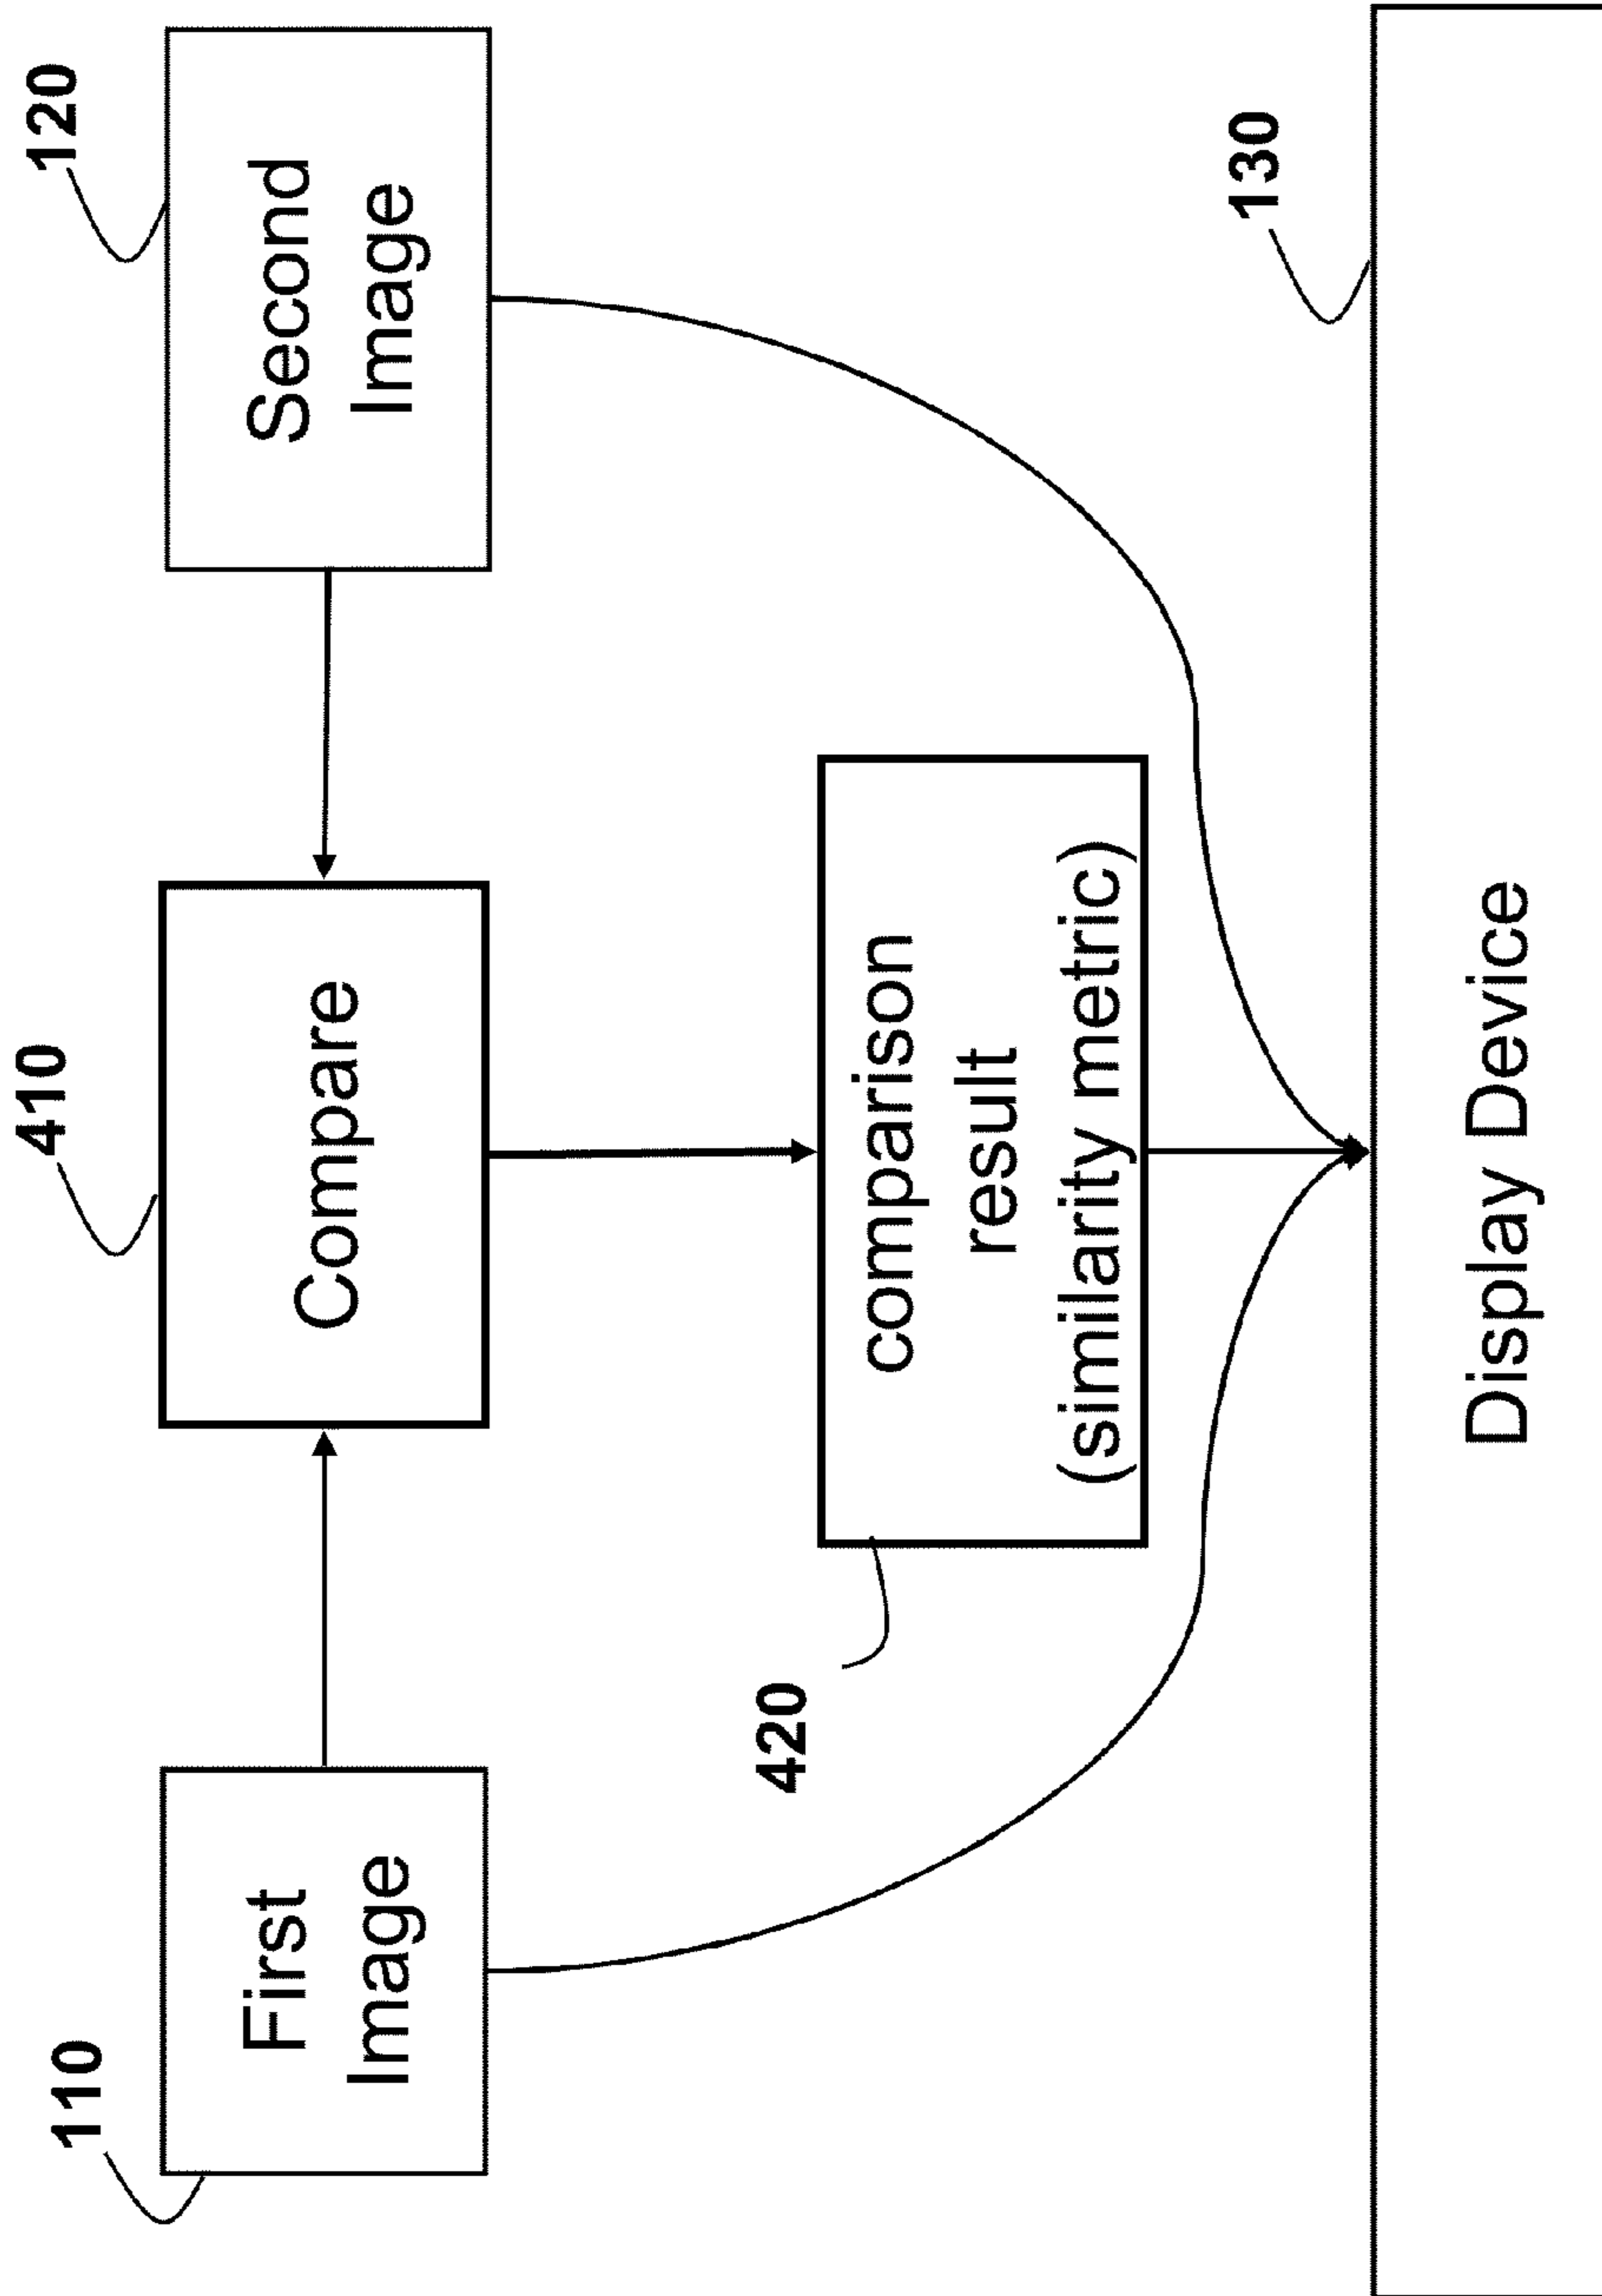 110
First
Image
410
Compare
120
Second
Image
420
comparison
result
(similarity metric)
130
Display Device